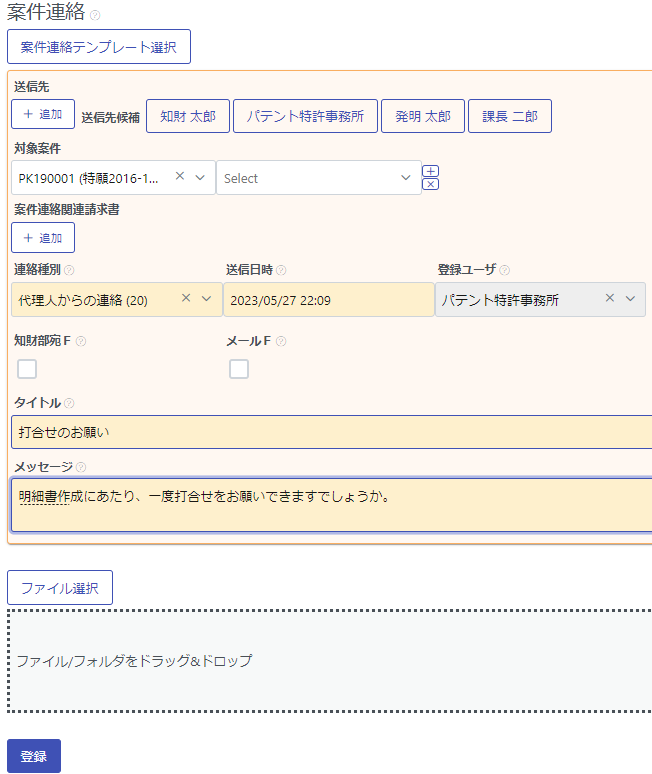 案件連絡
案件連絡テンプレート選択
送信先
+ 追加 送信先候補 知財 太郎 パテント特許事務所 発明 太郎 課長 二郎
対象案件
PK190001 (特願2016-1... Select
案件連絡関連請求書
+ 追加
連絡種別 送信日時 登録ユーザ
代理人からの連絡 (20) 2023/05/27 22:09 パテント特許事務所
知財部宛F メールF
タイトル
打合せのお願い
メッセージ
明細書作成にあたり、一度打合せをお願いできますでしょうか。
ファイル選択
ファイル/フォルダをドラッグ&ドロップ
登録